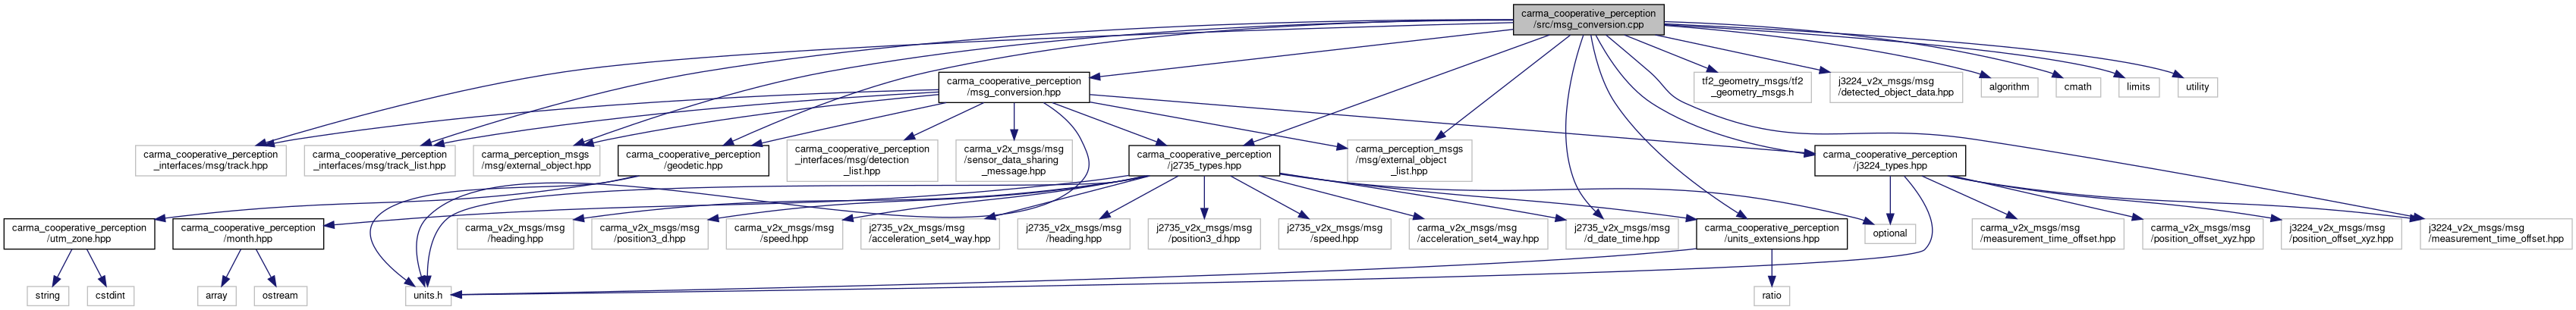 carma_cooperative_perception
/src/msg_conversion.cpp
carma_cooperative_perception
/msg_conversion.hpp
tf2_geometry_msgs/tf2
_geometry_msgs.h
j3224_v2x_msgs/msg
/detected_object_data.hpp
algorithm
cmath
limits
utility
carma_cooperative_perception
_interfaces/msg/track.hpp
carma_cooperative_perception
_interfaces/msg/track_list.hpp
carma_perception_msgs
/msg/external_object.hpp
carma_cooperative_perception
/geodetic.hpp
carma_cooperative_perception
_interfaces/msg/detection
_list.hpp
carma_v2x_msgs/msg
/sensor_data_sharing
_message.hpp
carma_cooperative_perception
/j2735_types.hpp
carma_perception_msgs
/msg/external_object
_list.hpp
carma_cooperative_perception
/j3224_types.hpp
carma_cooperative_perception
/utm_zone.hpp
carma_cooperative_perception
/month.hpp
carma_v2x_msgs/msg
/heading.hpp
carma_v2x_msgs/msg
/position3_d.hpp
carma_v2x_msgs/msg
/speed.hpp
j2735_v2x_msgs/msg
/acceleration_set4_way.hpp
j2735_v2x_msgs/msg
/heading.hpp
j2735_v2x_msgs/msg
/position3_d.hpp
j2735_v2x_msgs/msg
/speed.hpp
carma_v2x_msgs/msg
/acceleration_set4_way.hpp
j2735_v2x_msgs/msg
/d_date_time.hpp
carma_cooperative_perception
/units_extensions.hpp
optional
carma_v2x_msgs/msg
/measurement_time_offset.hpp
carma_v2x_msgs/msg
/position_offset_xyz.hpp
j3224_v2x_msgs/msg
/position_offset_xyz.hpp
j3224_v2x_msgs/msg
/measurement_time_offset.hpp
string
cstdint
array
ostream
units.h
ratio